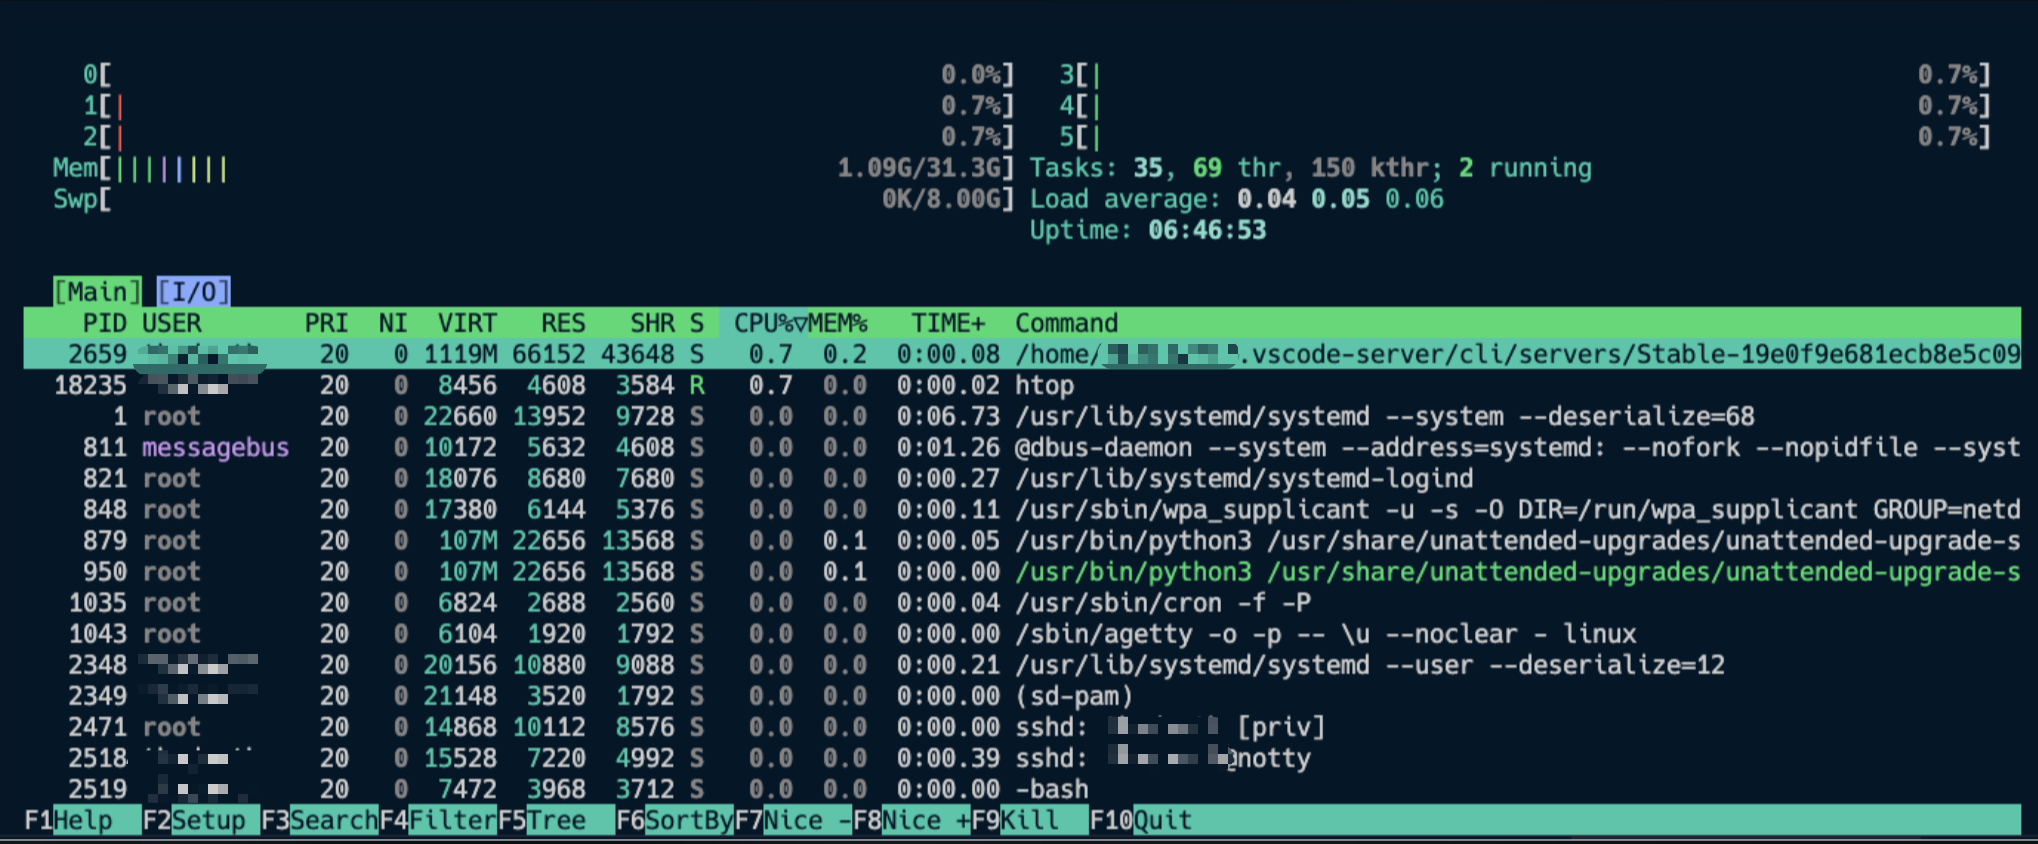 0[ 0.0%] 3[| 0.7%]
1[| 0.7%] 4[| 0.7%]
2[| 0.7%] 5[| 0.7%]
Mem[|||||||| 1.09G/31.3G] Tasks: 35, 69 thr, 150 kthr; 2 running
Swp[ 0K/8.00G] Load average: 0.04 0.05 0.06
Uptime: 06:46:53
[Main] [I/O]
PID USER PRI NI VIRT RES SHR S CPU%▽MEM% TIME+ Command
2659 20 0 1119M 66152 43648 S 0.7 0.2 0:00.08 /home/ .vscode-server/cli/servers/Stable-19e0f9e681ecb8e5c09
18235 20 0 8456 4608 3584 R 0.7 0.0 0:00.02 htop
1 root 20 0 22660 13952 9728 S 0.0 0.0 0:06.73 /usr/lib/systemd/systemd --system --deserialize=68
811 messagebus 20 0 10172 5632 4608 S 0.0 0.0 0:01.26 @dbus-daemon --system --address=systemd: --nofork --nopidfile --syst
821 root 20 0 18076 8680 7680 S 0.0 0.0 0:00.27 /usr/lib/systemd/systemd-logind
848 root 20 0 17380 6144 5376 S 0.0 0.0 0:00.11 /usr/sbin/wpa_supplicant -u -s -O DIR=/run/wpa_supplicant GROUP=netd
879 root 20 0 107M 22656 13568 S 0.0 0.1 0:00.05 /usr/bin/python3 /usr/share/unattended-upgrades/unattended-upgrade-s
950 root 20 0 107M 22656 13568 S 0.0 0.1 0:00.00 /usr/bin/python3 /usr/share/unattended-upgrades/unattended-upgrade-s
1035 root 20 0 6824 2688 2560 S 0.0 0.0 0:00.04 /usr/sbin/cron -f -P
1043 root 20 0 6104 1920 1792 S 0.0 0.0 0:00.00 /sbin/agetty -o -p -- \u --noclear - linux
2348 20 0 20156 10880 9088 S 0.0 0.0 0:00.21 /usr/lib/systemd/systemd --user --deserialize=12
2349 20 0 21148 3520 1792 S 0.0 0.0 0:00.00 (sd-pam)
2471 root 20 0 14868 10112 8576 S 0.0 0.0 0:00.00 sshd: [priv]
2518 20 0 15528 7220 4992 S 0.0 0.0 0:00.39 sshd: @notty
2519 20 0 7472 3968 3712 S 0.0 0.0 0:00.00 -bash
F1Help F2Setup F3SearchF4FilterF5Tree F6SortByF7Nice -F8Nice +F9Kill F10Quit